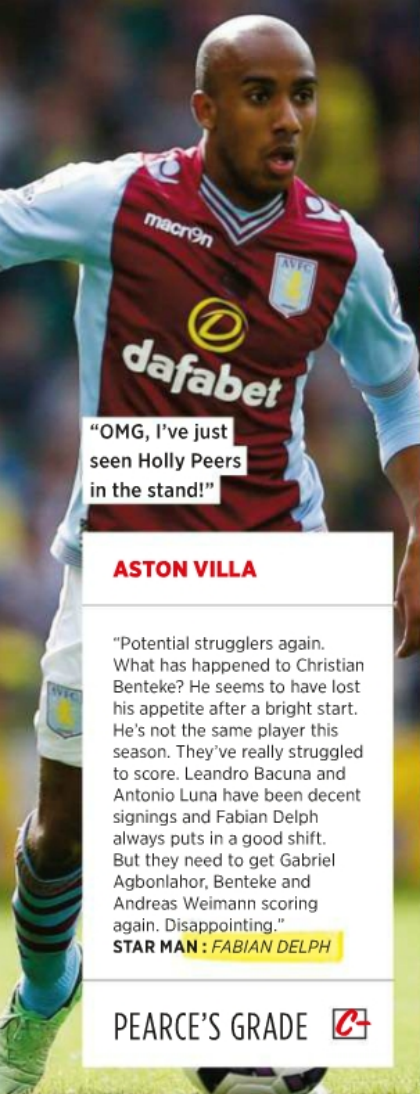 macron
AVFC
dafabet
“OMG, I’ve just
seen Holly Peers
in the stand!”
ASTON VILLA
“Potential strugglers again.
What has happened to Christian
Benteke? He seems to have lost
his appetite after a bright start.
He’s not the same player this
season. They’ve really struggled
to score. Leandro Bacuna and
Antonio Luna have been decent
signings and Fabian Delph
always puts in a good shift.
But they need to get Gabriel
Agbonlahor, Benteke and
Andreas Weimann scoring
again. Disappointing.”
STAR MAN : FABIAN DELPH
AVFC
PEARCE’S GRADE C+